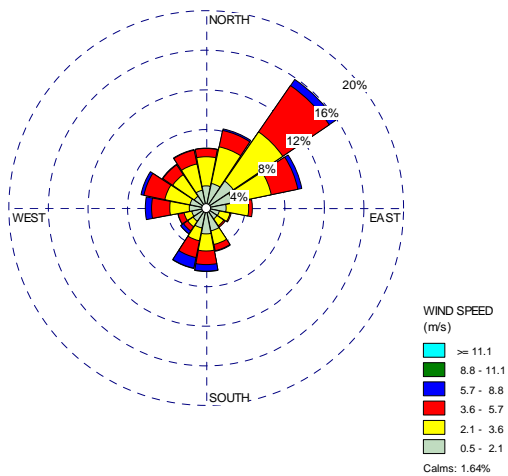 NORTH
20%
16%
12%
8%
4%
WEST
EAST
SOUTH
WIND SPEED
(m/s)
>= 11.1
8.8 - 11.1
5.7 - 8.8
3.6 - 5.7
2.1 - 3.6
0.5 - 2.1
Calms: 1.64%